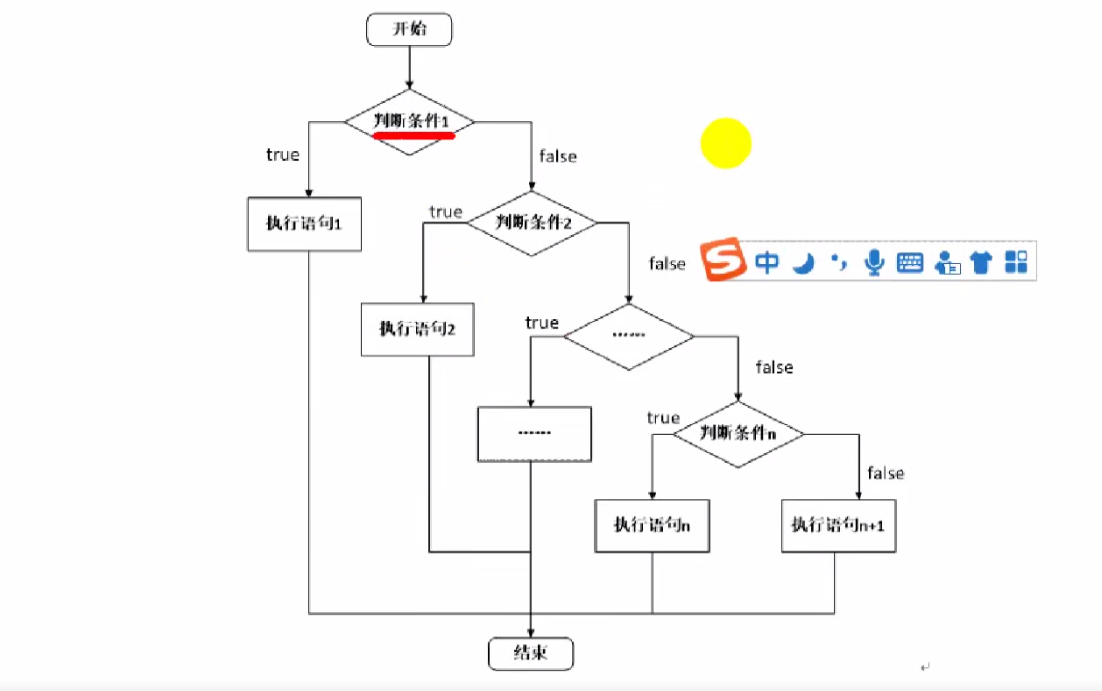 开始
判断条件1
true
false
执行语句1
true
判断条件2
false
中
执行语句2
true
......
false
......
true
判断条件n
false
执行语句n
执行语句n+1
结束